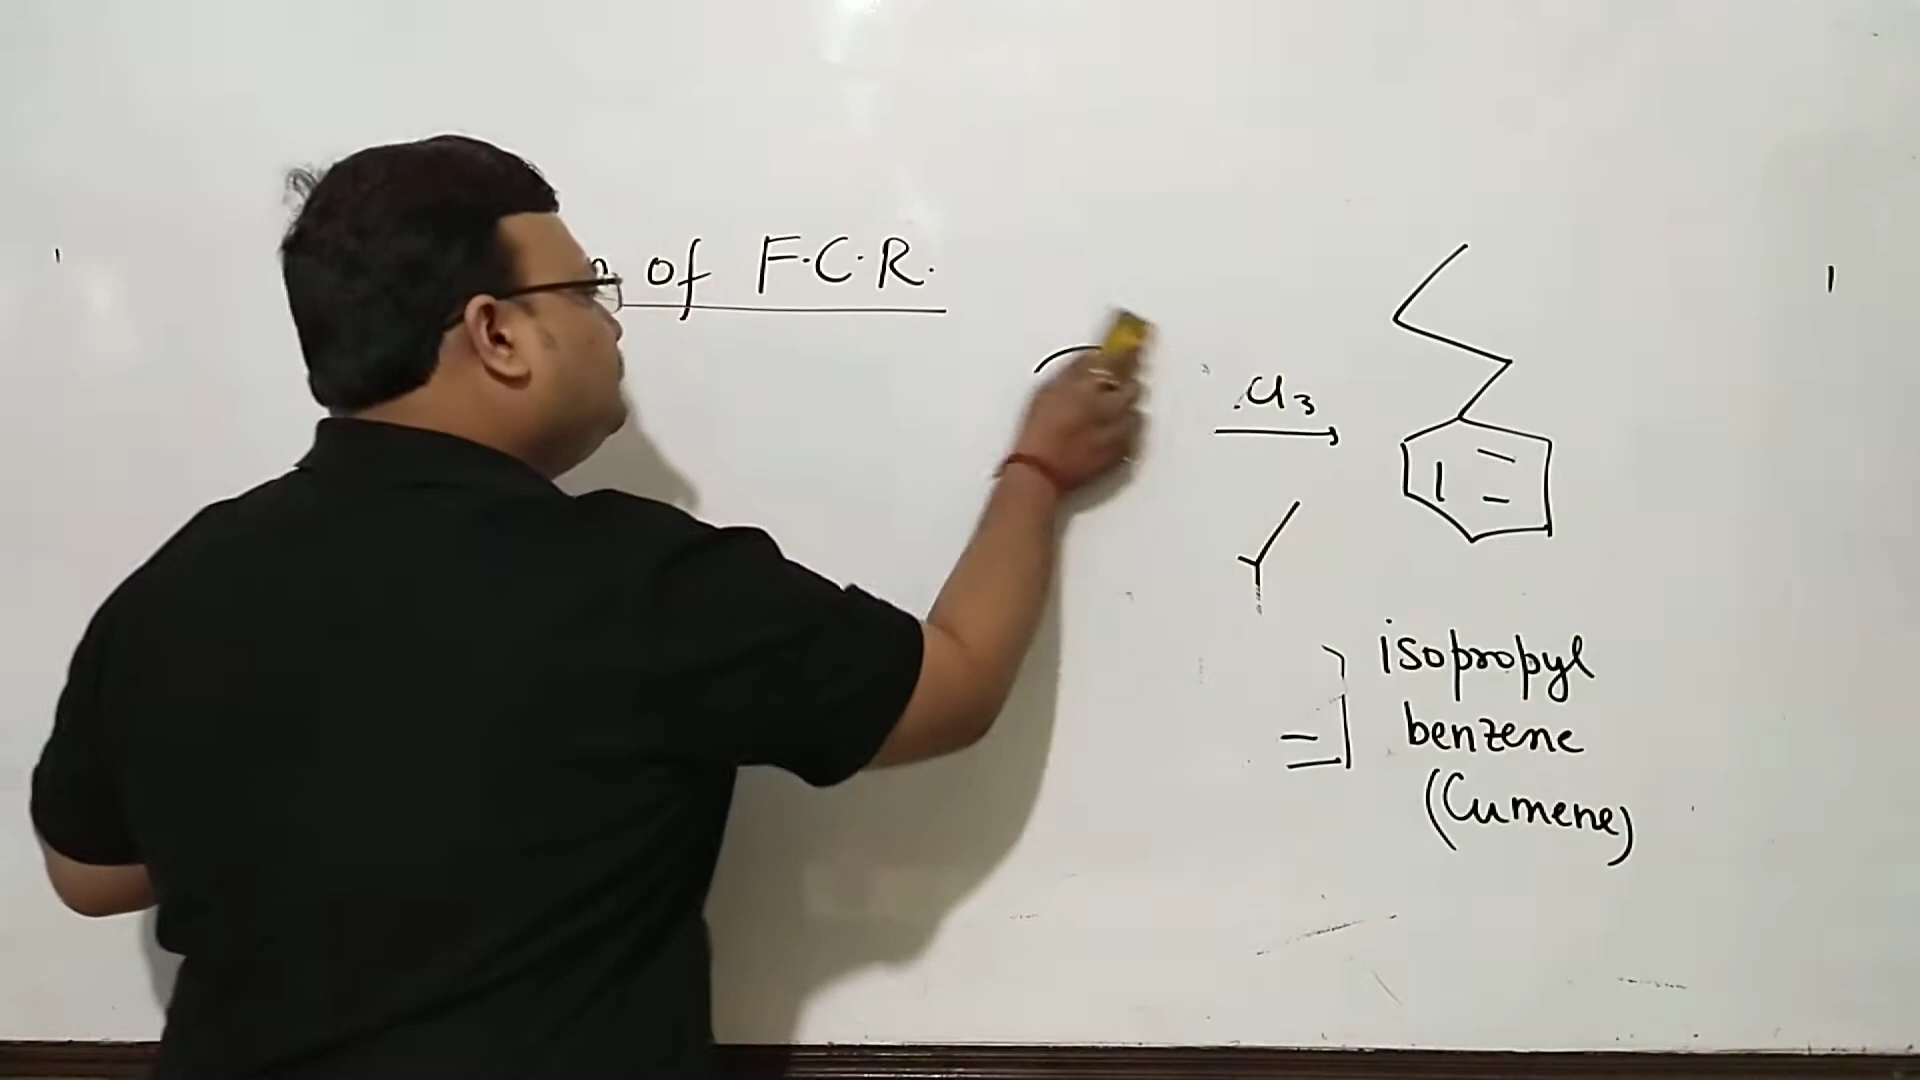 of F.C.R.
Cl₃
isopropyl
benzene
(Cumene)